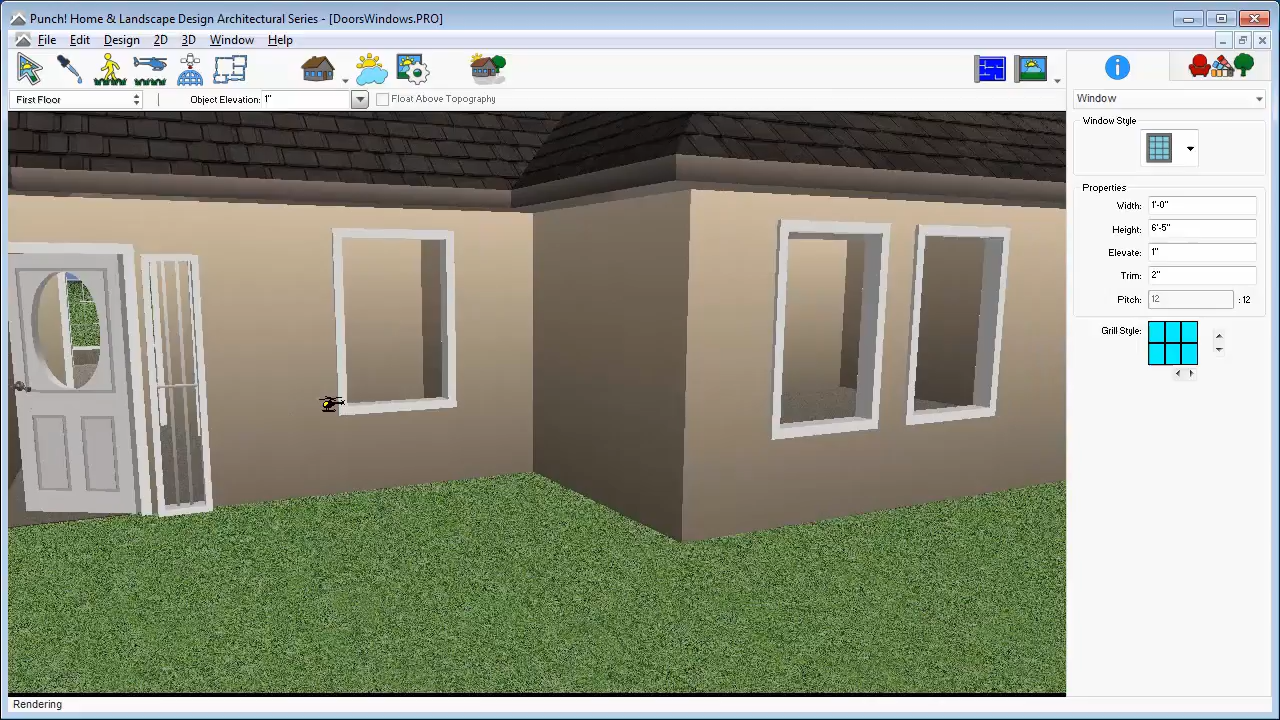 Punch! Home & Landscape Design Architectural Series - [DoorsWindows.PRO]
File Edit Design 2D 3D Window Help
First Floor Object Elevation: 1" Float Above Topography
Window
Window Style
Properties
Width: 1'-0"
Height: 6'-5"
Elevate: 1"
Trim: 2"
Pitch: 12 : 12
Grill Style:
Rendering